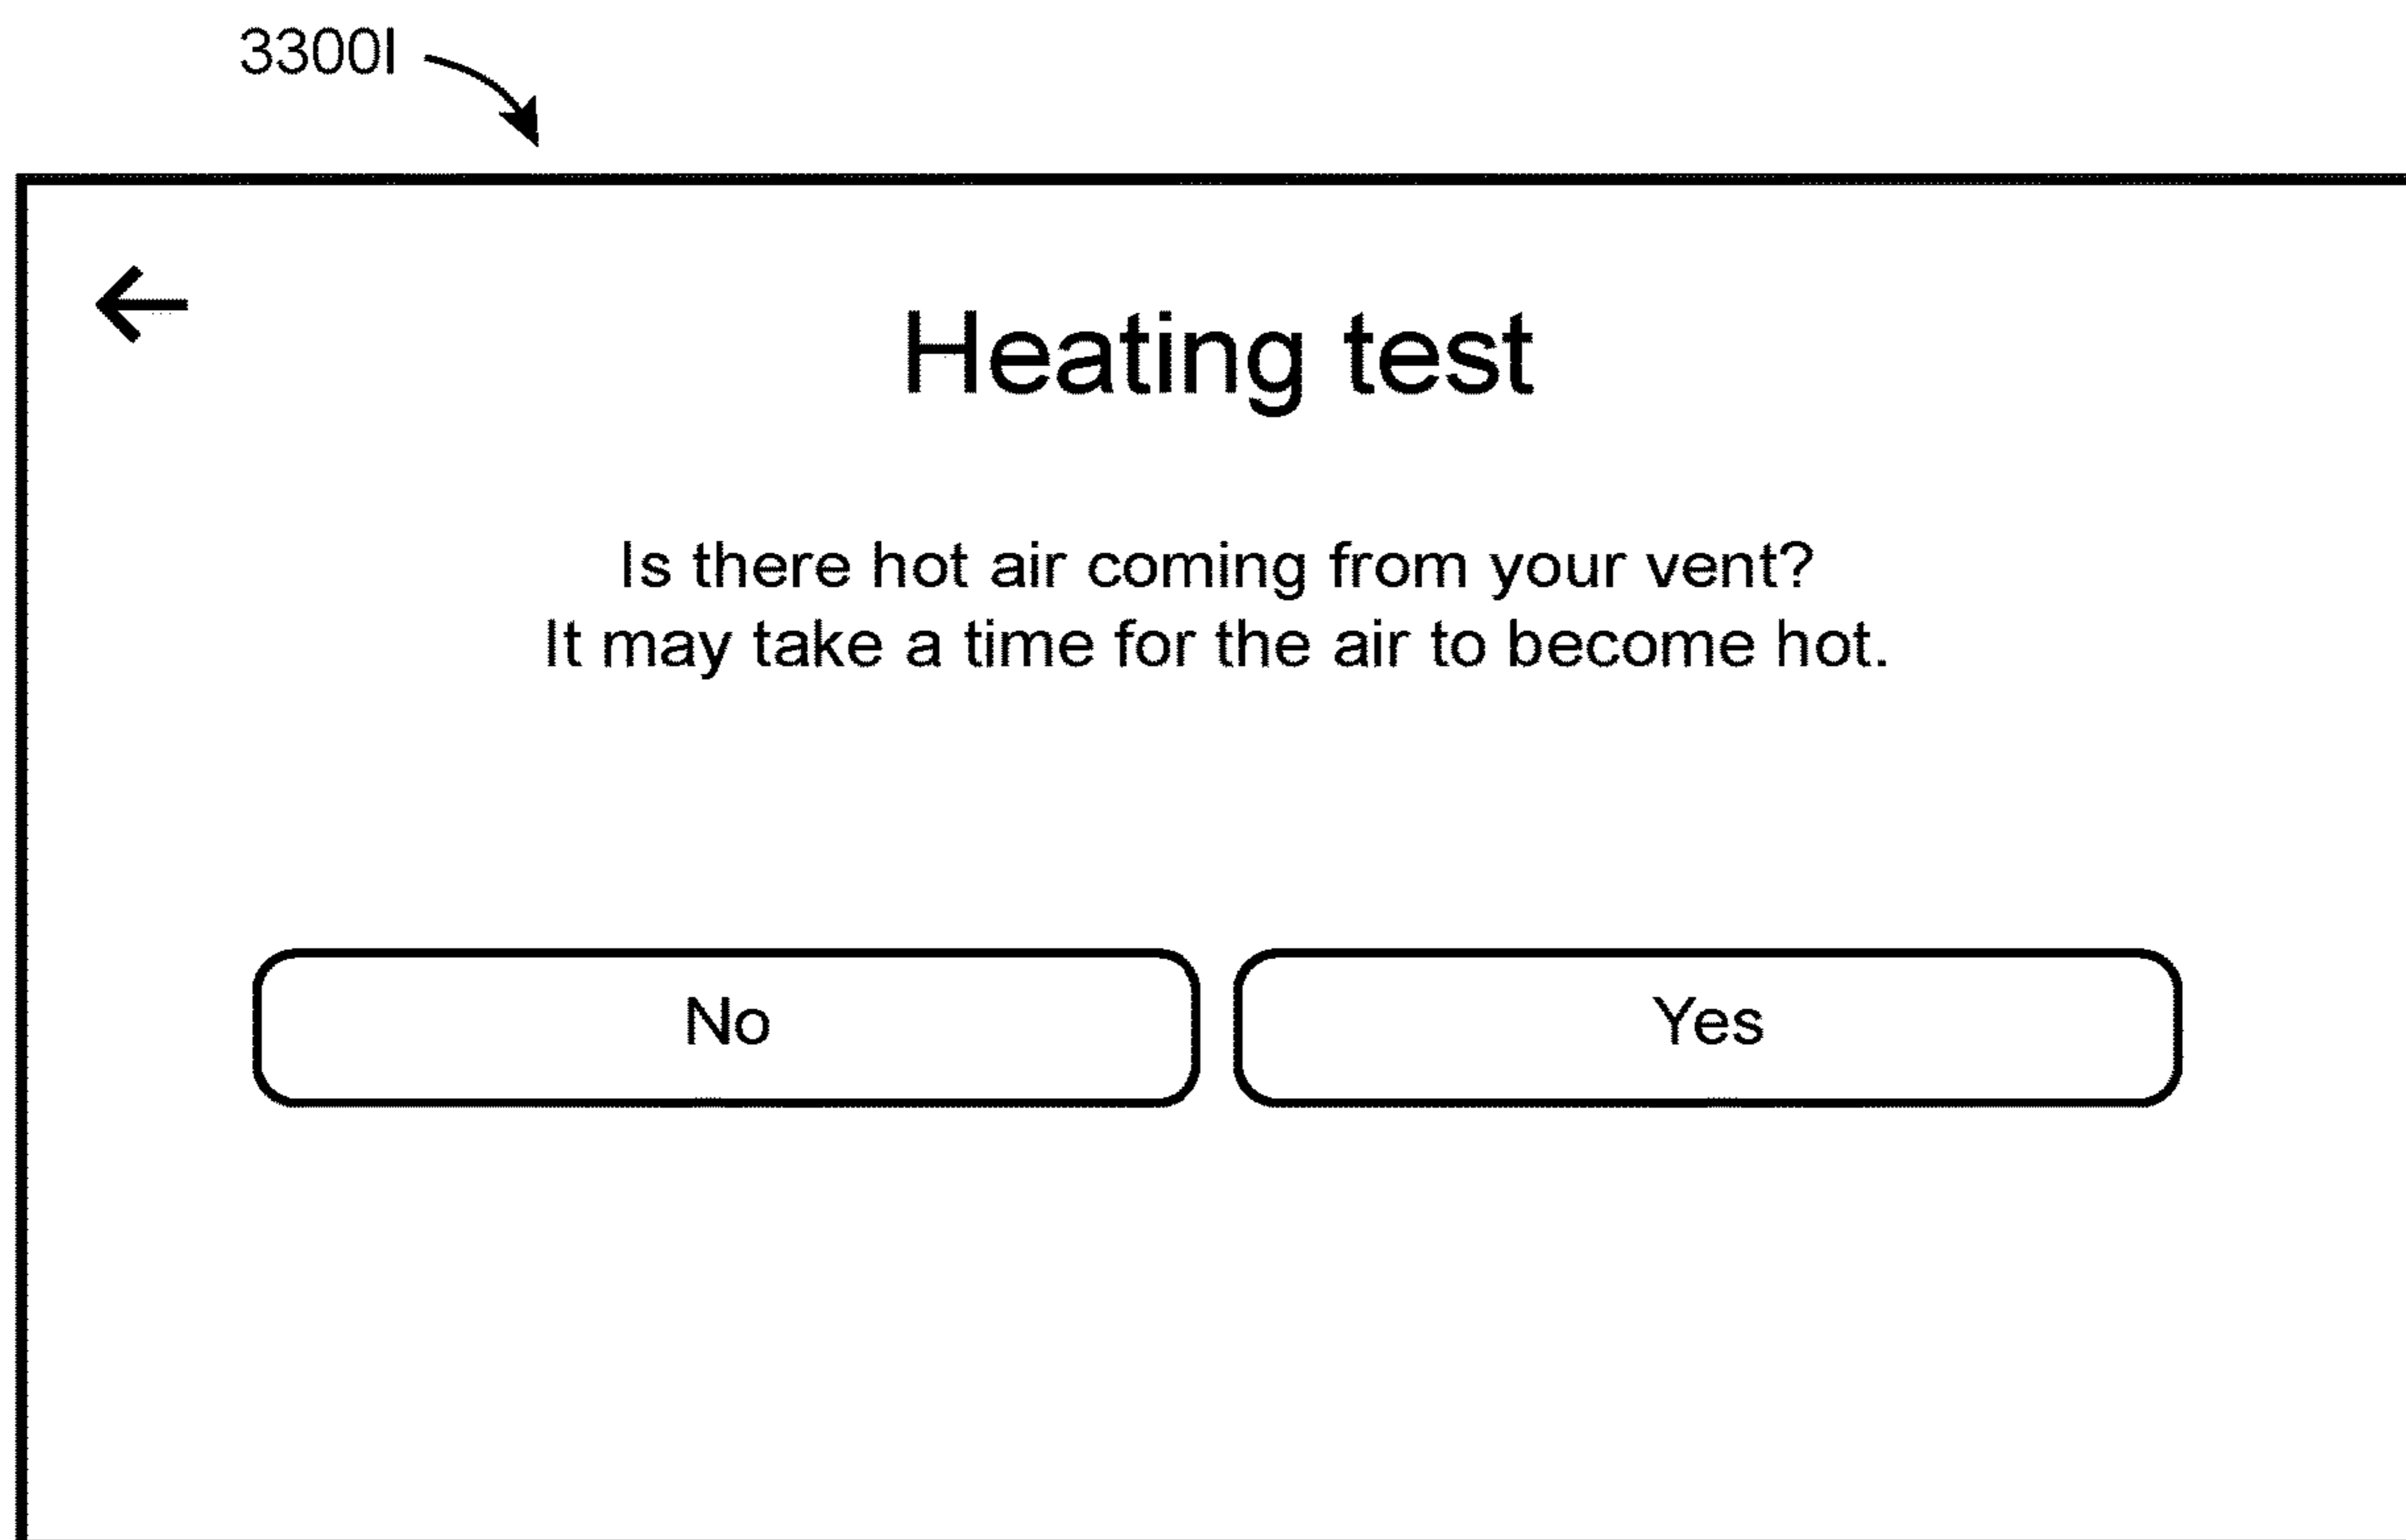 3300I
Heating test
Is there hot air coming from your vent?
It may take a time for the air to become hot.
No
Yes